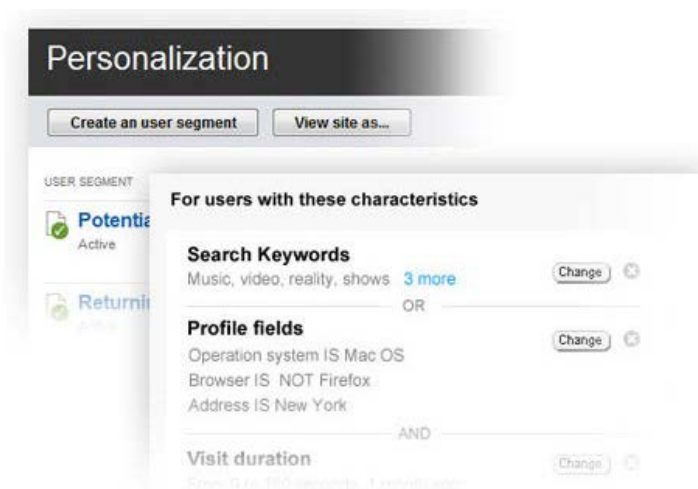 Personalization
Create an user segment
View site as...
USER SEGMENT
Potentia
Active
Returnin
Active
For users with these characteristics
Search Keywords
Music, video, reality, shows 3 more
Change
OR
Profile fields
Change
Operation system IS Mac OS
Browser IS NOT Firefox
Address IS New York
AND
Visit duration
Change